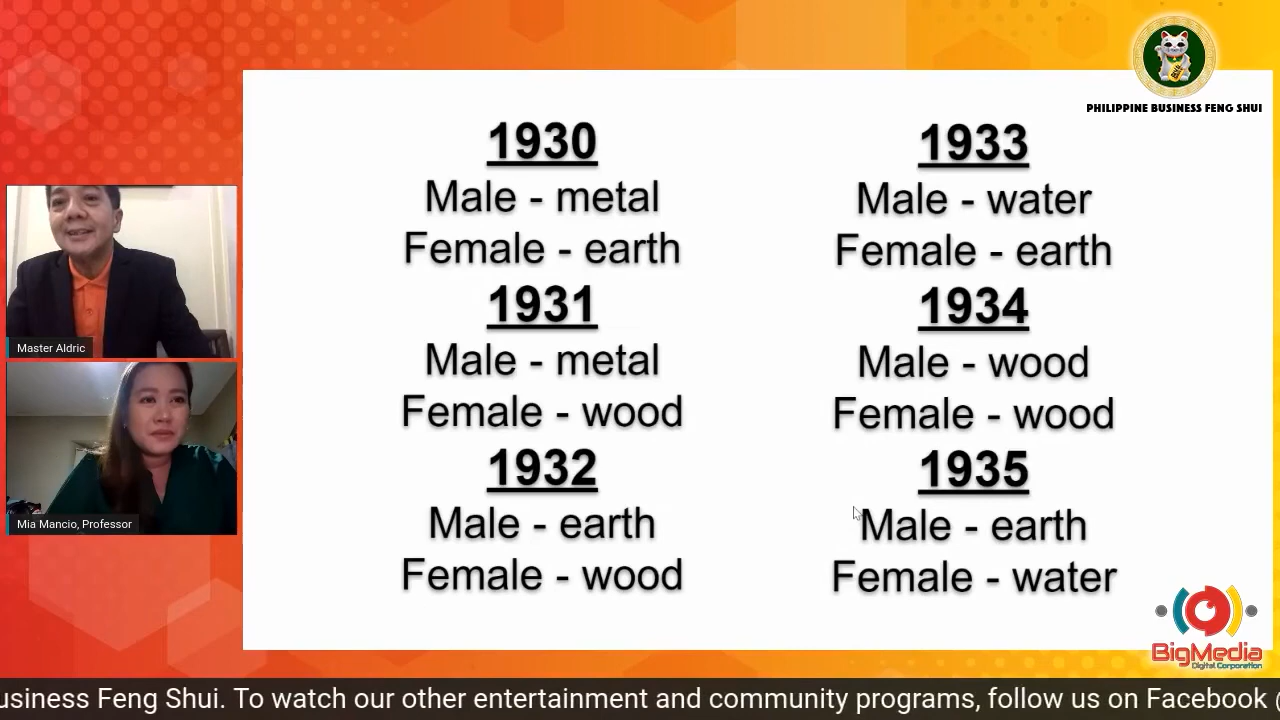 PHILIPPINE BUSINESS FENG SHUI
1930
Male - metal
Female - earth
1931
Male - metal
Female - wood
1932
Male - earth
Female - wood
1933
Male - water
Female - earth
1934
Male - wood
Female - wood
1935
Male - earth
Female - water
Master Aldric
Mia Mancio, Professor
BigMedia
Digital Corporation
usiness Feng Shui. To watch our other entertainment and community programs, follow us on Facebook (